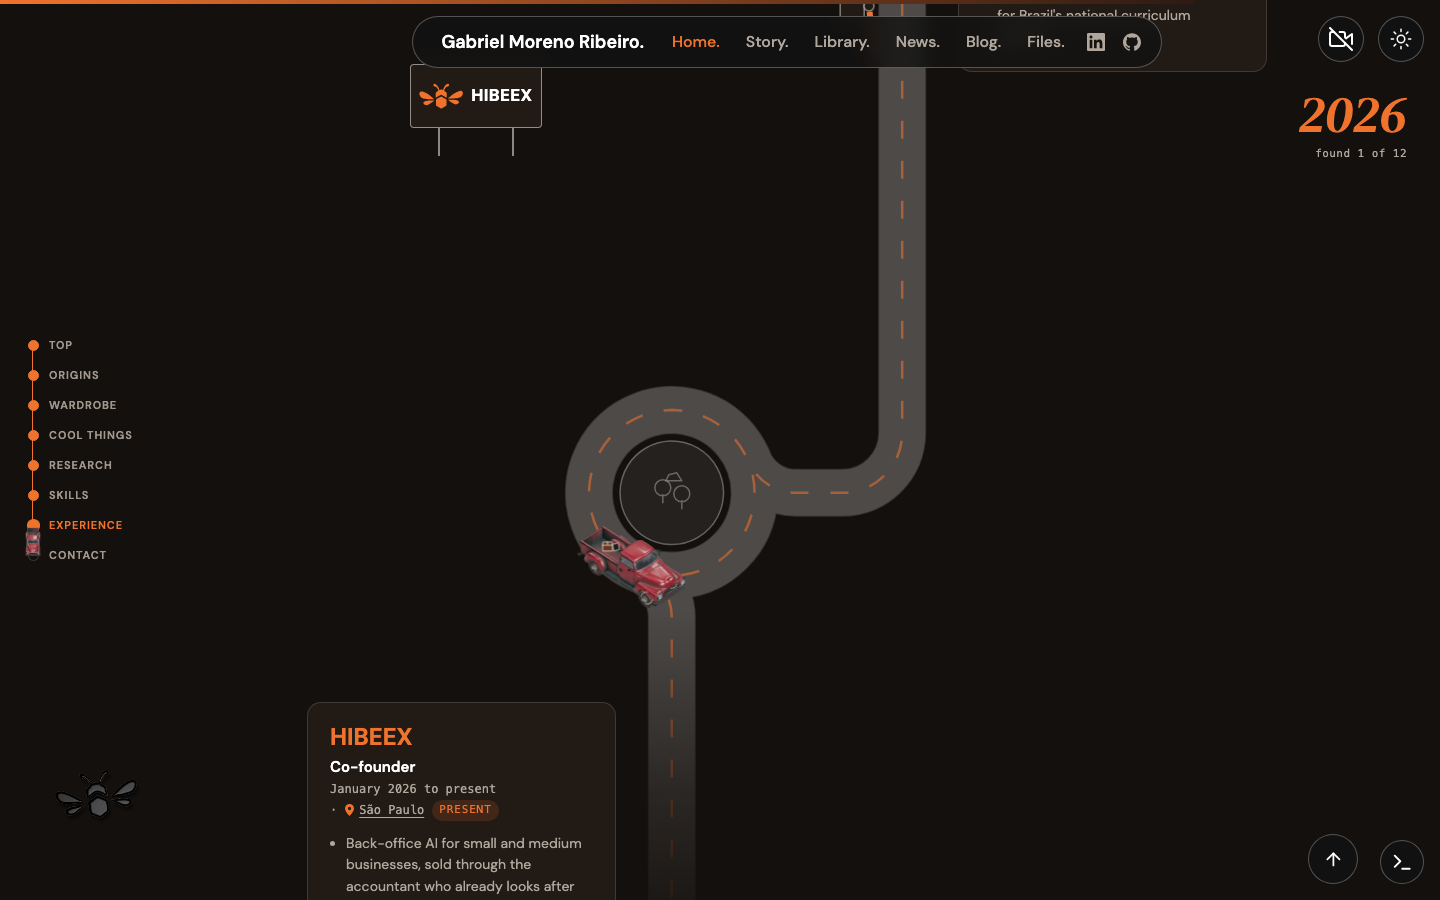 for Brazil's national curriculum
Gabriel Moreno Ribeiro. Home. Story. Library. News. Blog. Files.
HIBEEX
2026
found 1 of 12
TOP
ORIGINS
WARDROBE
COOL THINGS
RESEARCH
SKILLS
EXPERIENCE
CONTACT
HIBEEX
Co-founder
January 2026 to present
· São Paulo PRESENT
• Back-office AI for small and medium
businesses, sold through the
accountant who already looks after